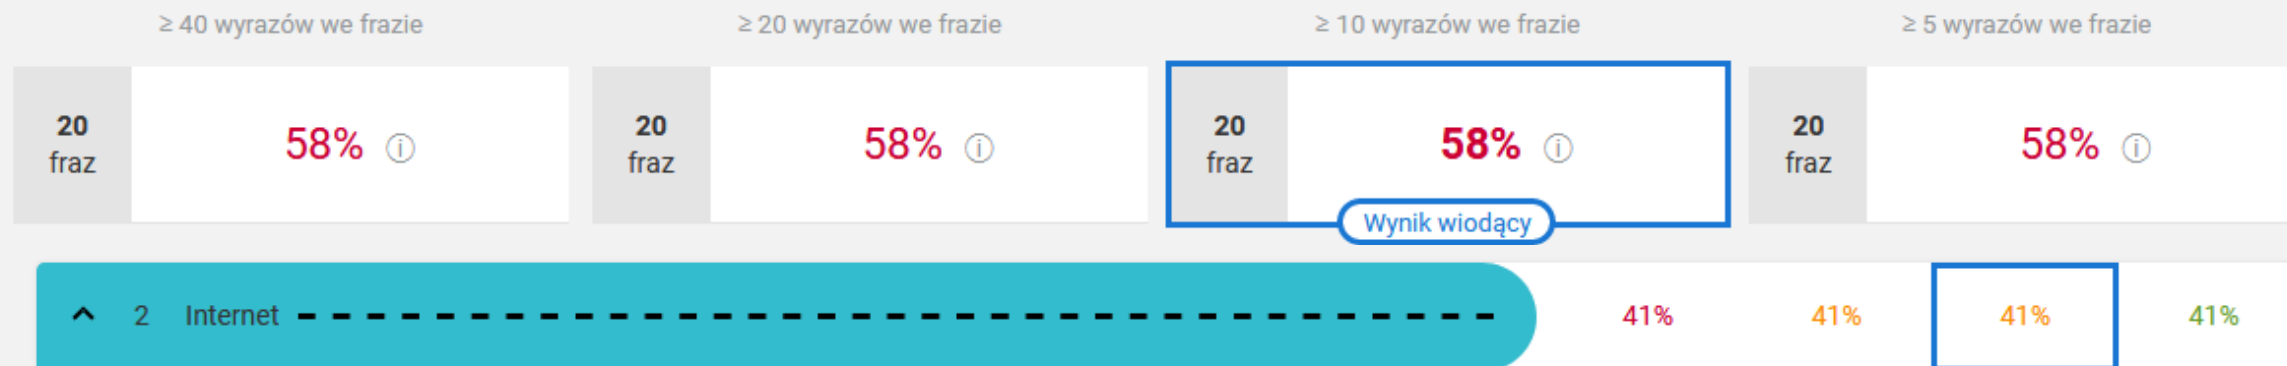 ≥ 40 wyrazów we frazie
≥ 20 wyrazów we frazie
≥ 10 wyrazów we frazie
≥ 5 wyrazów we frazie
20 fraz
58%
20 fraz
58%
20 fraz
58%
20 fraz
58%
Wynik wiodący
2 Internet 41% 41% 41% 41%